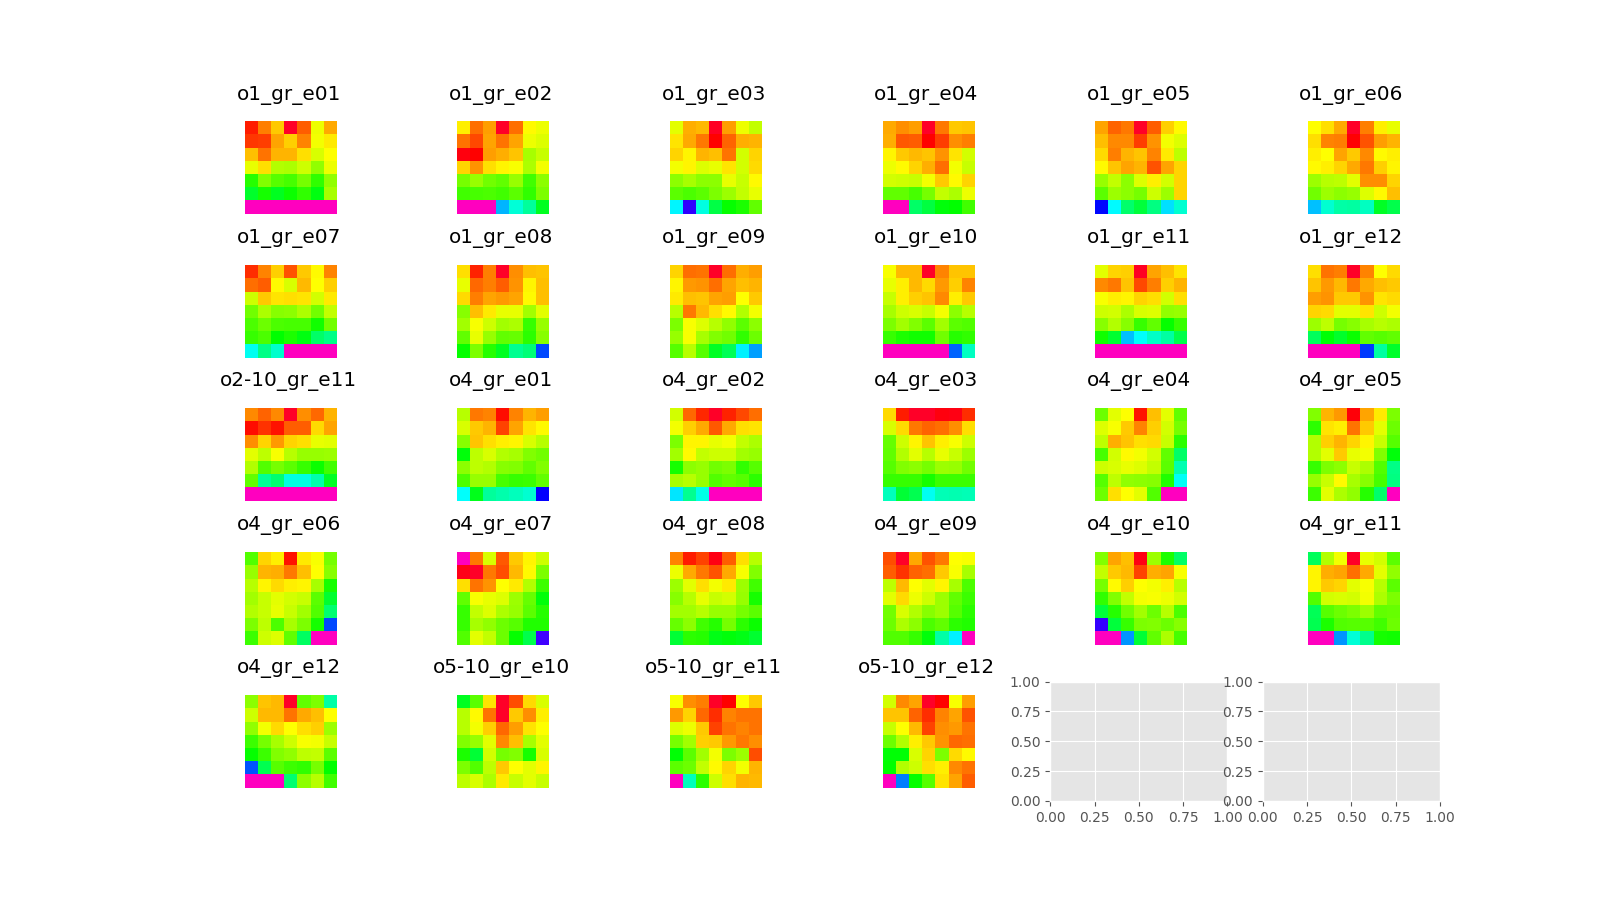 o1_gr_e01 o1_gr_e02 o1_gr_e03 o1_gr_e04 o1_gr_e05 o1_gr_e06
o1_gr_e07 o1_gr_e08 o1_gr_e09 o1_gr_e10 o1_gr_e11 o1_gr_e12
o2-10_gr_e11 o4_gr_e01 o4_gr_e02 o4_gr_e03 o4_gr_e04 o4_gr_e05
o4_gr_e06 o4_gr_e07 o4_gr_e08 o4_gr_e09 o4_gr_e10 o4_gr_e11
o4_gr_e12 o5-10_gr_e10 o5-10_gr_e11 o5-10_gr_e12
1.00 1.00
0.75 0.75
0.50 0.50
0.25 0.25
0.00 0.00
0.00 0.25 0.50 0.75 1.00 0.00 0.25 0.50 0.75 1.00